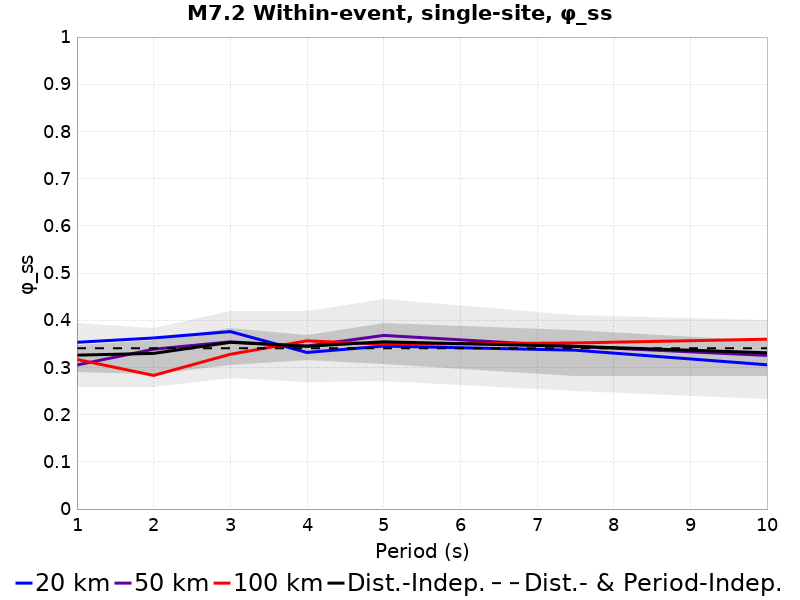 M7.2 Within-event, single-site, φ_ss
1
0.9
0.8
0.7
0.6
0.5
0.4
0.3
0.2
0.1
0
φ_ss
1 2 3 4 5 6 7 8 9 10
Period (s)
20 km 50 km 100 km Dist.-Indep. Dist.- & Period-Indep.